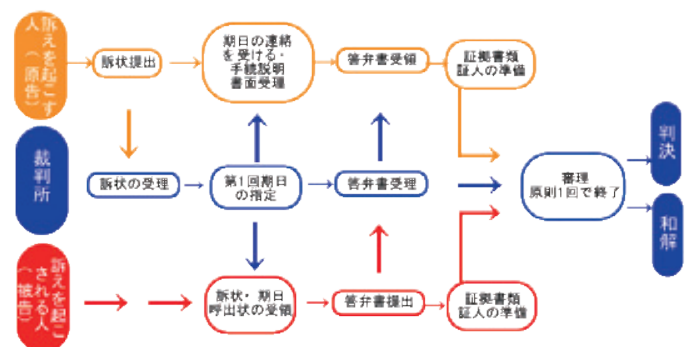 訴えを起こす
人（原告）
訴状提出
期日の連絡
を受ける・
手続説明
書面受理
答弁書受領
証拠書類
証人の準備
裁判所
訴状の受理
第1回期日
の指定
答弁書受理
審理
原則1回で終了
判決
和解
訴えを起こ
される人
（被告）
訴状・期日
呼出状の受領
答弁書提出
証拠書類
証人の準備